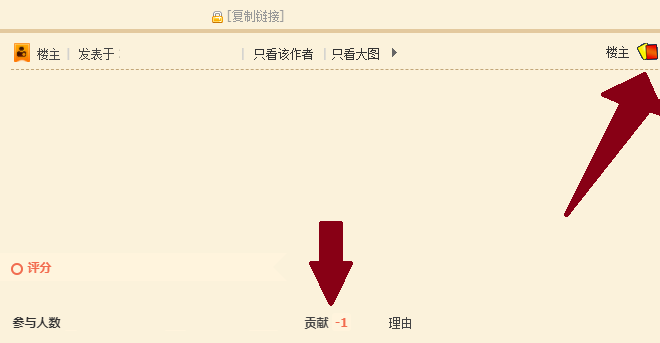 [复制链接]
楼主 | 发表于 | 只看该作者 | 只看大图 楼主
评分
参与人数 贡献 -1 理由